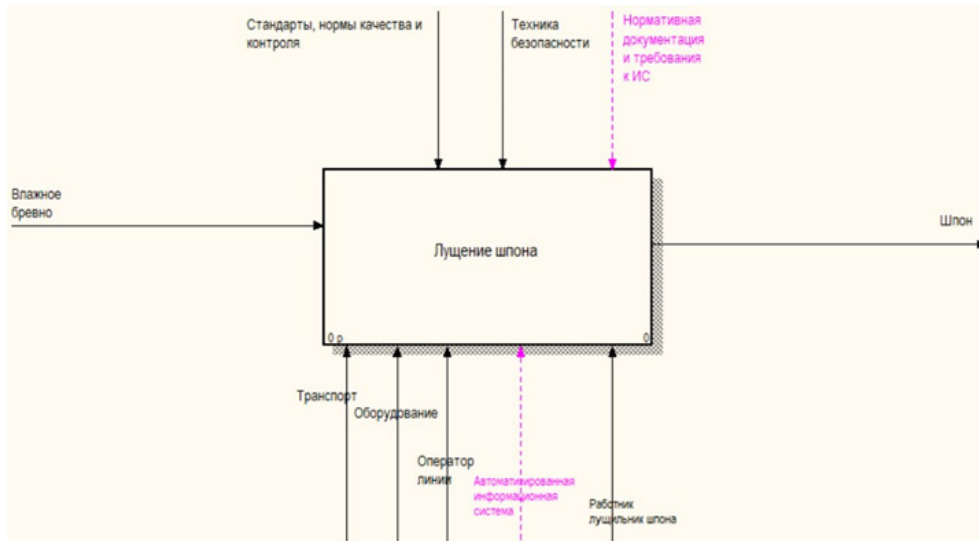 Стандарты, нормы качества и
контроля
Техника
безопасности
Нормативная
документация
и требования
к ИС
Влажное
бревно
Лущение шпона
Шпон
0 р
0
Транспорт
Оборудование
Оператор
линии
Автоматизированная
информационная
система
Работник
лущильник шпона